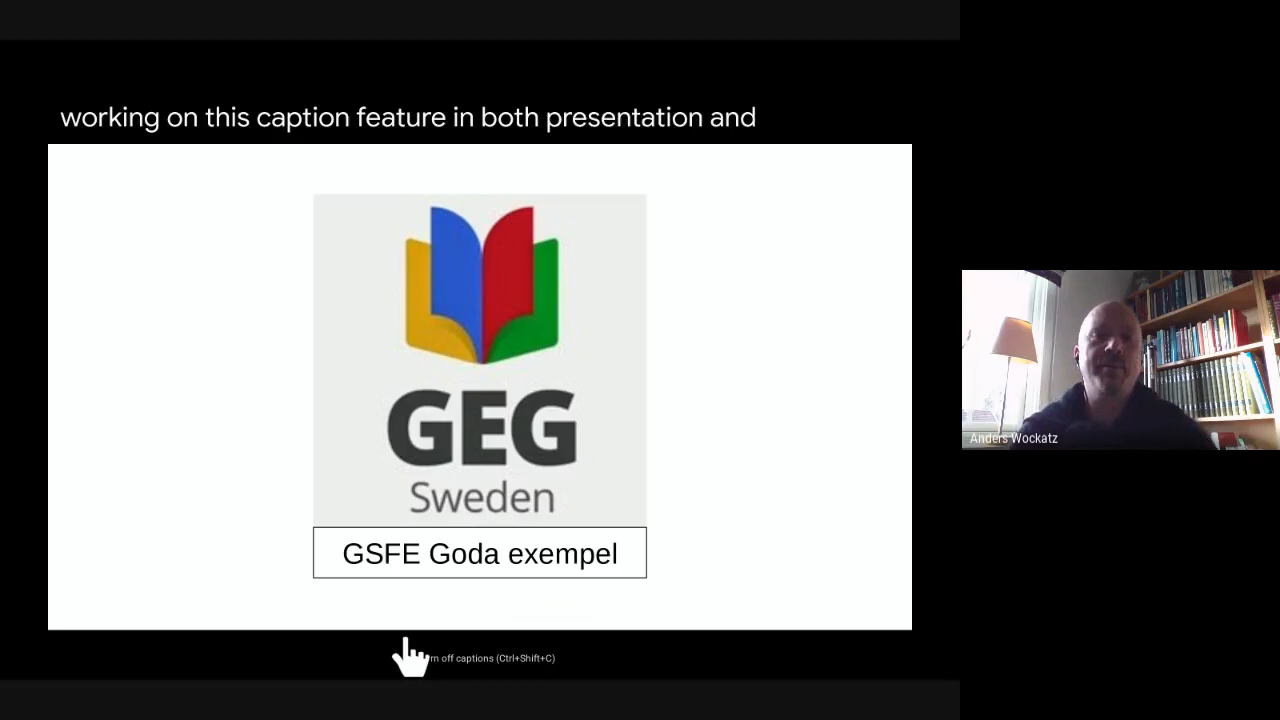 working on this caption feature in both presentation and
GEG
Sweden
GSFE Goda exempel
off captions (Ctrl+Shift+C)
Anders Wockatz